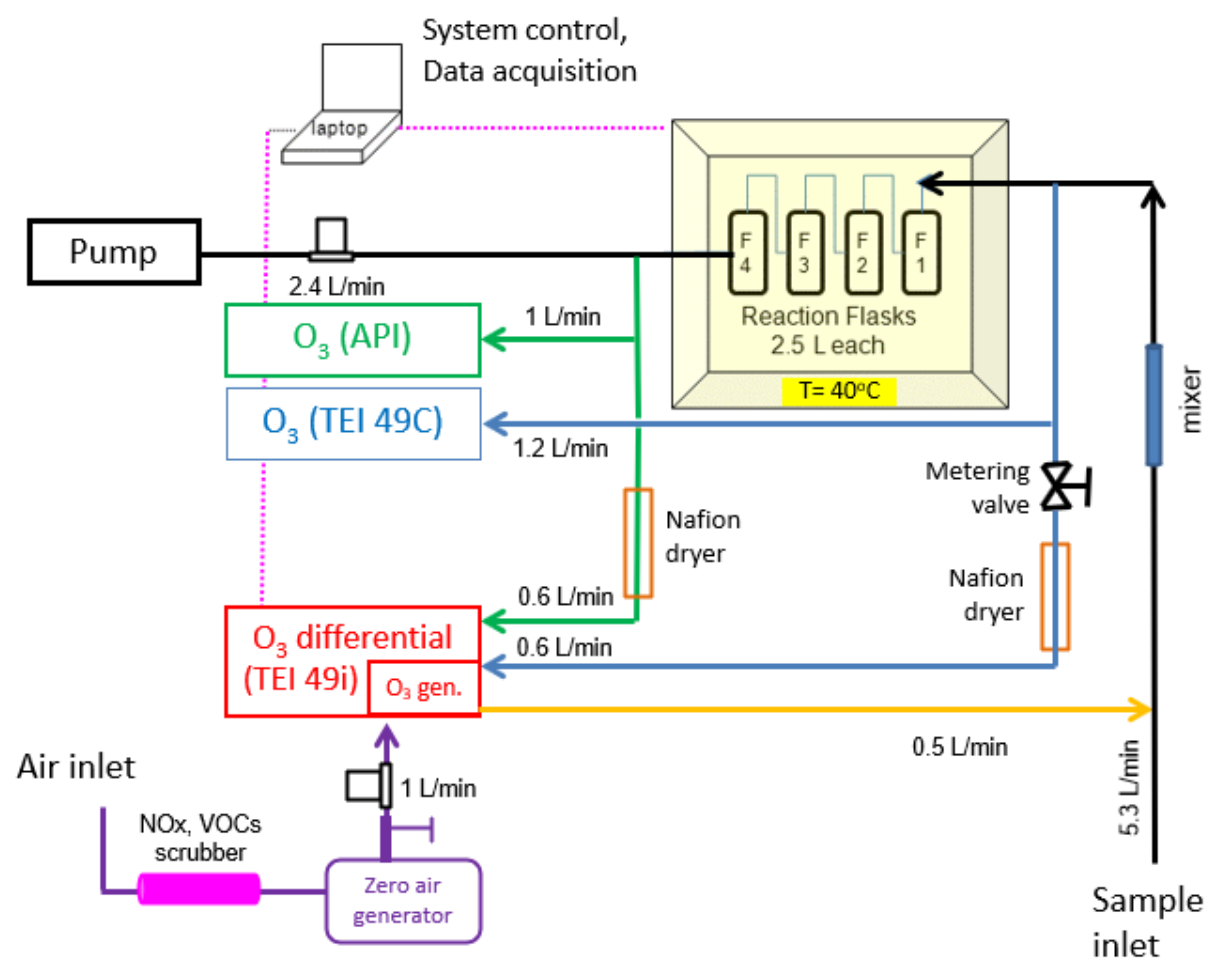 System control,
Data acquisition
laptop
Pump
2.4 L/min
F
4
F
3
F
2
F
1
Reaction Flasks
2.5 L each
T= 40°C
O₃ (API)
1 L/min
O₃ (TEI 49C)
1.2 L/min
mixer
Metering
valve
Nafion
dryer
Nafion
dryer
0.6 L/min
O₃ differential
(TEI 49i)
O₃ gen.
0.6 L/min
0.5 L/min
5.3 L/min
Air inlet
1 L/min
NOx, VOCs
scrubber
Zero air
generator
Sample
inlet